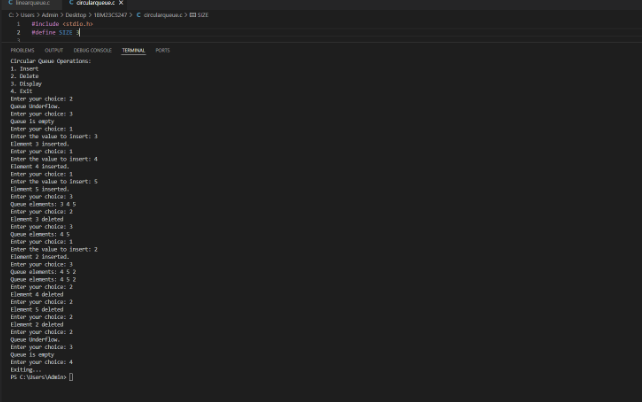 linearqueue.c circularqueue.c X
C: > Users > Admin > Desktop > 1BM23CS247 > C circularqueue.c > SIZE
1 #include <stdio.h>
2 #define SIZE 3
3
PROBLEMS OUTPUT DEBUG CONSOLE TERMINAL PORTS
Circular Queue Operations:
1. Insert
2. Delete
3. Display
4. Exit
Enter your choice: 2
Queue Underflow.
Enter your choice: 3
Queue is empty
Enter your choice: 1
Enter the value to insert: 3
Element 3 inserted.
Enter your choice: 1
Enter the value to insert: 4
Element 4 inserted.
Enter your choice: 1
Enter the value to insert: 5
Element 5 inserted.
Enter your choice: 3
Queue elements: 3 4 5
Enter your choice: 2
Element 3 deleted
Enter your choice: 3
Queue elements: 4 5
Enter your choice: 1
Enter the value to insert: 2
Element 2 inserted.
Enter your choice: 3
Queue elements: 4 5 2
Queue elements: 4 5 2
Enter your choice: 2
Element 4 deleted
Enter your choice: 2
Element 5 deleted
Enter your choice: 2
Element 2 deleted
Enter your choice: 2
Queue Underflow.
Enter your choice: 3
Queue is empty
Enter your choice: 4
Exiting...
PS C:\Users\Admin>